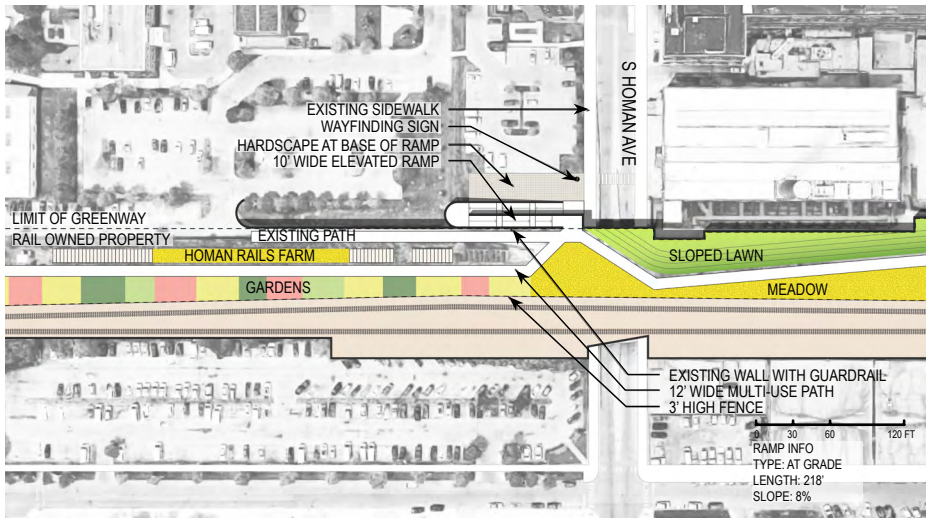 S HOMAN AVE
EXISTING SIDEWALK
WAYFINDING SIGN
HARDSCAPE AT BASE OF RAMP
10' WIDE ELEVATED RAMP
LIMIT OF GREENWAY
RAIL OWNED PROPERTY
EXISTING PATH
HOMAN RAILS FARM
SLOPED LAWN
GARDENS
MEADOW
EXISTING WALL WITH GUARDRAIL
12' WIDE MULTI-USE PATH
3' HIGH FENCE
0 30 60 120 FT
RAMP INFO
TYPE: AT GRADE
LENGTH: 218'
SLOPE: 8%